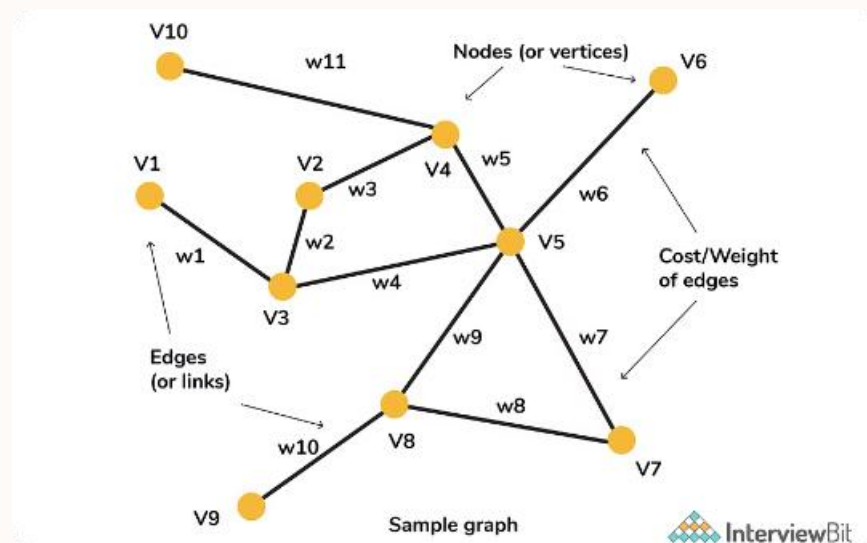 V10
w11
Nodes (or vertices)
V6
V1
V2
V4
w5
w3
w6
w1
w2
V5
w4
Cost/Weight
of edges
V3
w9
w7
Edges
(or links)
w8
V8
w10
V7
V9
Sample graph
InterviewBit